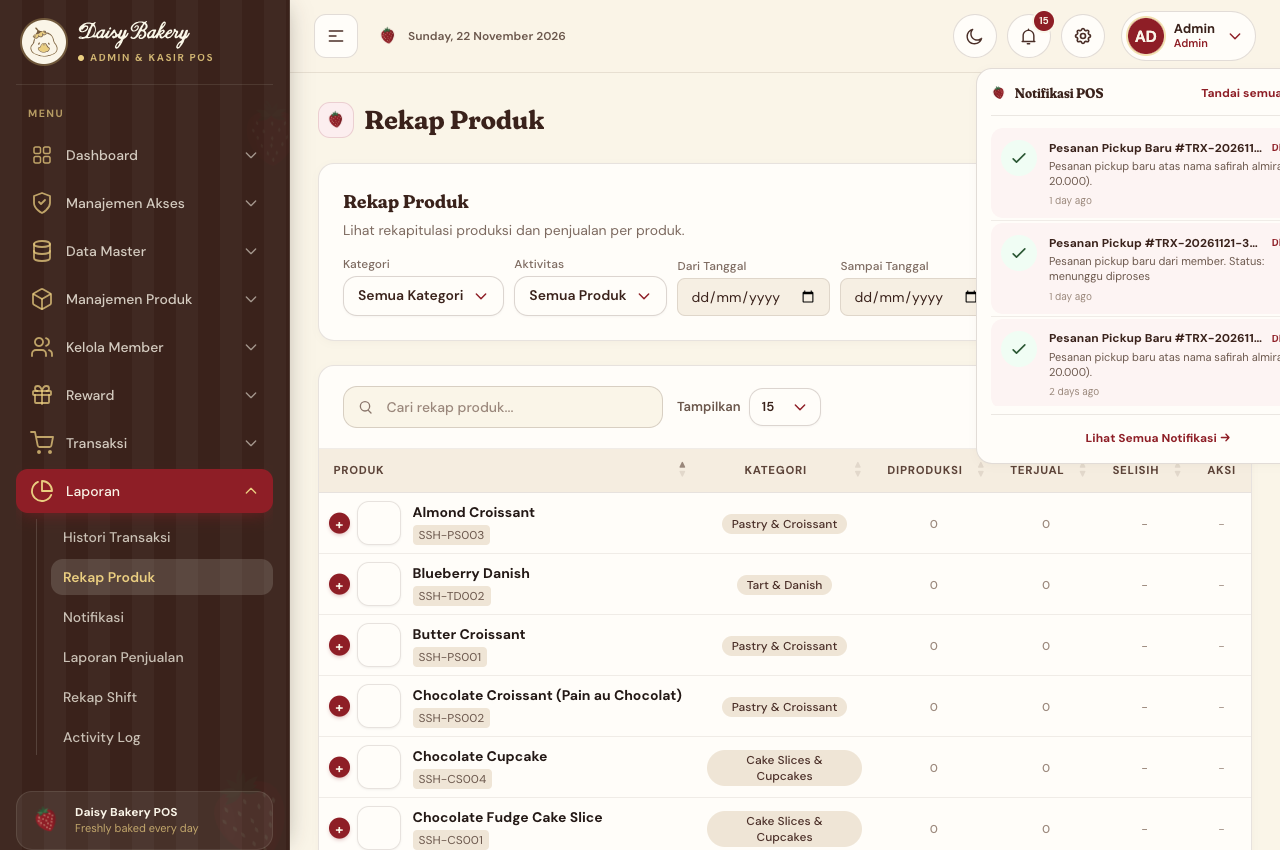 Daisy Bakery
ADMIN & KASIR POS
MENU
Dashboard
Manajemen Akses
Data Master
Manajemen Produk
Kelola Member
Reward
Transaksi
Laporan
Histori Transaksi
Rekap Produk
Notifikasi
Laporan Penjualan
Rekap Shift
Activity Log
Daisy Bakery POS
Freshly baked every day
Sunday, 22 November 2026
15
AD
Admin
Admin
Notifikasi POS
Tandai semua
Pesanan Pickup Baru #TRX-202611...
Pesanan pickup baru atas nama safirah almira
20.000).
1 day ago
Pesanan Pickup #TRX-20261121-3...
Pesanan pickup baru dari member. Status:
menunggu diproses
1 day ago
Pesanan Pickup Baru #TRX-202611...
Pesanan pickup baru atas nama safirah almira
20.000).
2 days ago
Lihat Semua Notifikasi →
Rekap Produk
Rekap Produk
Lihat rekapitulasi produksi dan penjualan per produk.
Kategori
Aktivitas
Dari Tanggal
Sampai Tanggal
Semua Kategori
Semua Produk
dd/mm/yyyy
dd/mm/yyyy
Cari rekap produk...
Tampilkan
15
PRODUK KATEGORI DIPRODUKSI TERJUAL SELISIH AKSI
+ Almond Croissant
SSH-PS003
Pastry & Croissant 0 0 - -
+ Blueberry Danish
SSH-TD002
Tart & Danish 0 0 - -
+ Butter Croissant
SSH-PS001
Pastry & Croissant 0 0 - -
+ Chocolate Croissant (Pain au Chocolat)
SSH-PS002
Pastry & Croissant 0 0 - -
+ Chocolate Cupcake
SSH-CS004
Cake Slices &
Cupcakes
0 0 - -
+ Chocolate Fudge Cake Slice
SSH-CS001
Cake Slices &
Cupcakes
0 0 - -